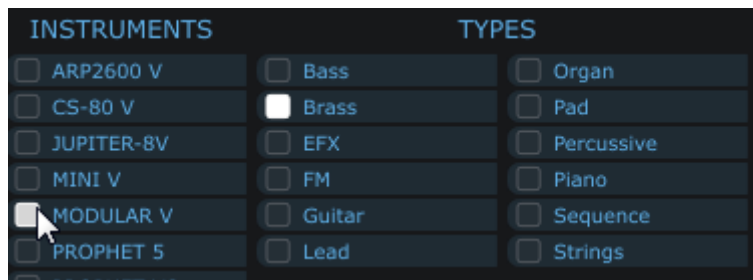 INSTRUMENTS TYPES
ARP2600 V Bass Organ
CS-80 V Brass Pad
JUPITER-8V EFX Percussive
MINI V FM Piano
MODULAR V Guitar Sequence
PROPHET 5 Lead Strings